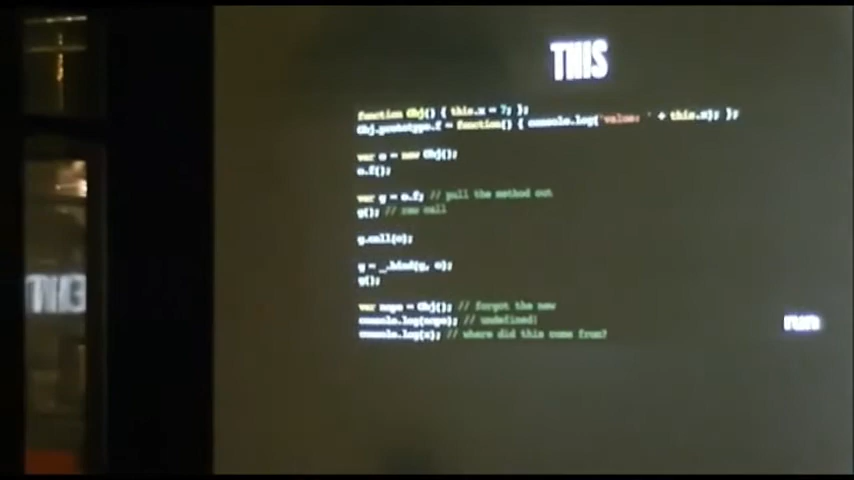 THIS
function Obj() { this.x = 7; };
Obj.prototype.f = function() { console.log('value: ' + this.x); };
var o = new Obj();
o.f();
var g = o.f; // pull the method out
g(); // raw call
g.call(o);
g = _.bind(g, o);
g();
var nope = Obj(); // forgot the new
console.log(nope); // undefined!
console.log(x); // where did this come from?
run